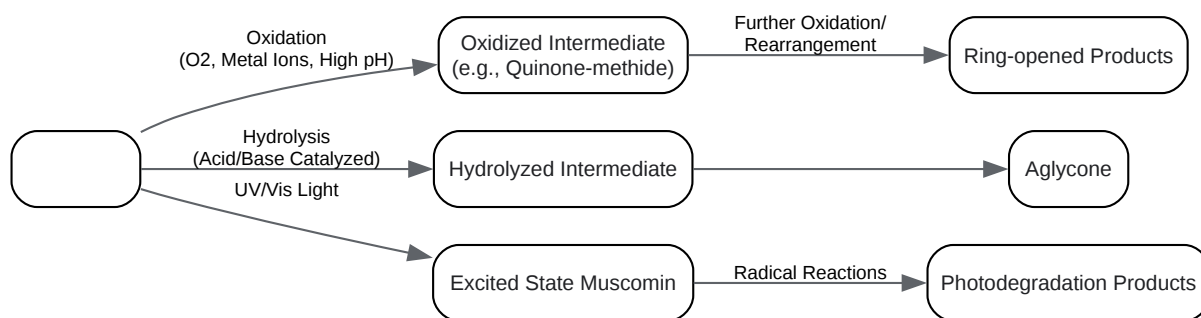 Oxidation
(O2, Metal Ions, High pH)
Oxidized Intermediate
(e.g., Quinone-methide)
Further Oxidation/
Rearrangement
Ring-opened Products
Hydrolysis
(Acid/Base Catalyzed)
Hydrolyzed Intermediate
Aglycone
UV/Vis Light
Excited State Muscomin
Radical Reactions
Photodegradation Products